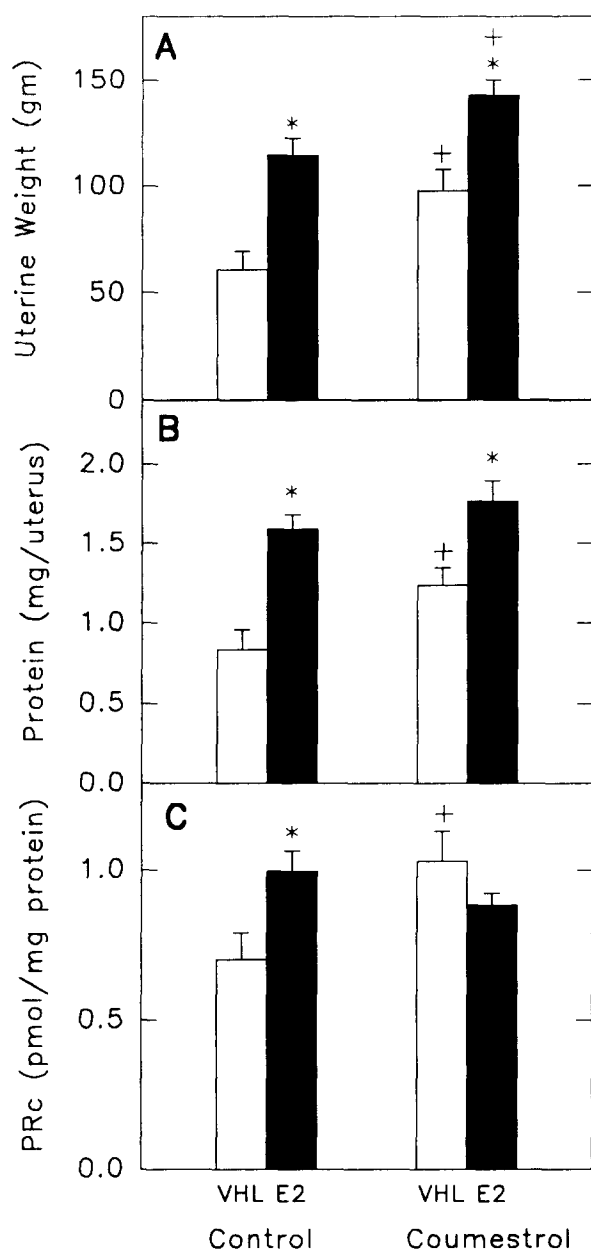 A
Uterine Weight (gm)
150
100
50
0
*
+
+
*
B
Protein (mg/uterus)
2.0
1.5
1.0
0.5
0.0
*
+
*
C
PRc (pmol/mg protein)
1.0
0.5
0.0
*
+
VHL E2 VHL E2
Control Coumestrol